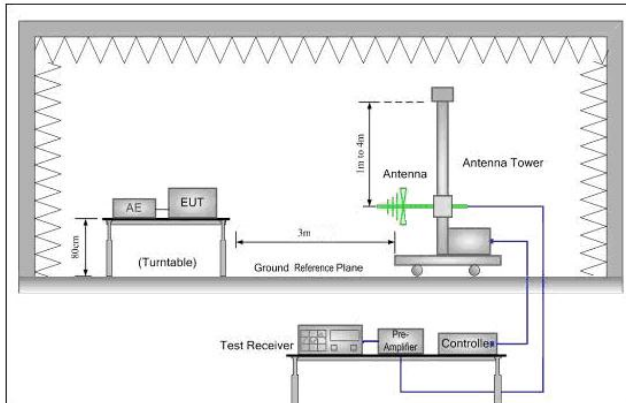 1m to 4m
Antenna
Antenna Tower
AE
EUT
80cm
(Turntable)
3m
Ground Reference Plane
Test Receiver
Pre-
Amplifier
Controller